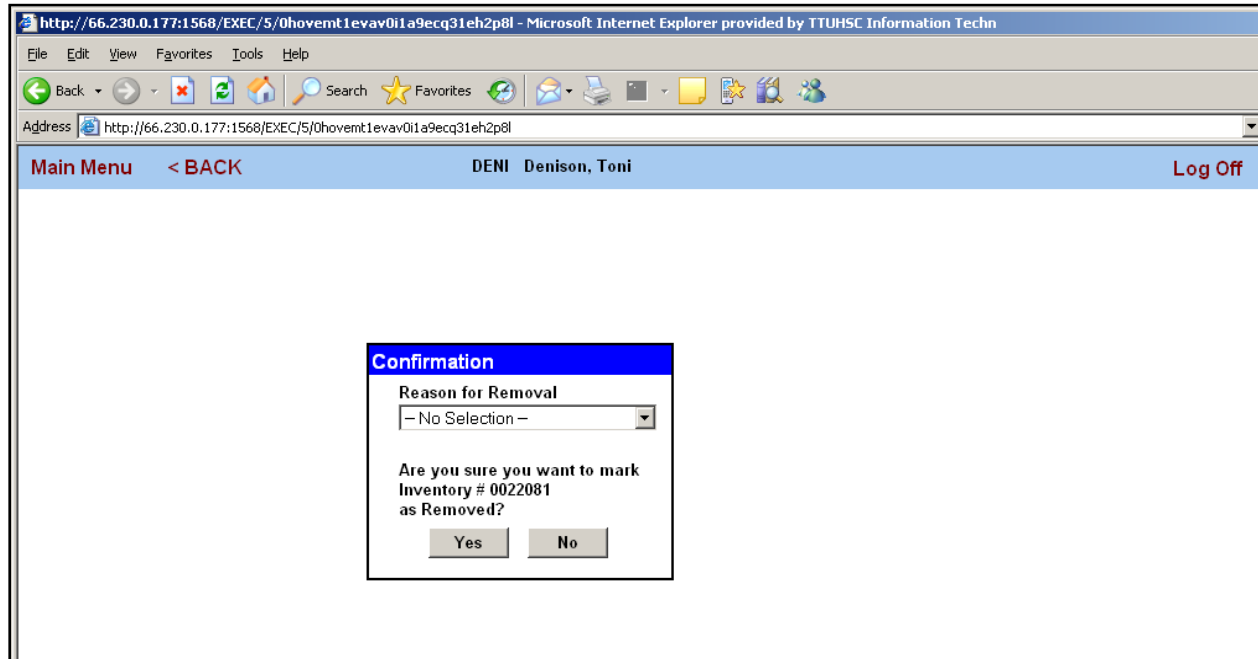 http://66.230.0.177:1568/EXEC/5/0hovemt1evav0i1a9ecq31eh2p8l - Microsoft Internet Explorer provided by TTUHSC Information Techn
File Edit View Favorites Tools Help
Back Search Favorites
Address http://66.230.0.177:1568/EXEC/5/0hovemt1evav0i1a9ecq31eh2p8l
Main Menu < BACK DENI Denison, Toni Log Off
Confirmation
Reason for Removal
-- No Selection --
Are you sure you want to mark
Inventory # 0022081
as Removed?
Yes No